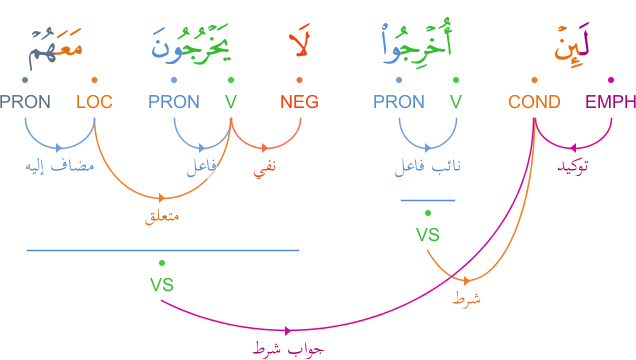 لَئِنْ أُخْرِجُوا۟ لَا يَخْرُجُونَ مَعَهُمْ
PRON LOC PRON V NEG PRON V COND EMPH
مضاف إليه فاعل نفي نائب فاعل توكيد
متعلق
VS
VS
شرط
جواب شرط